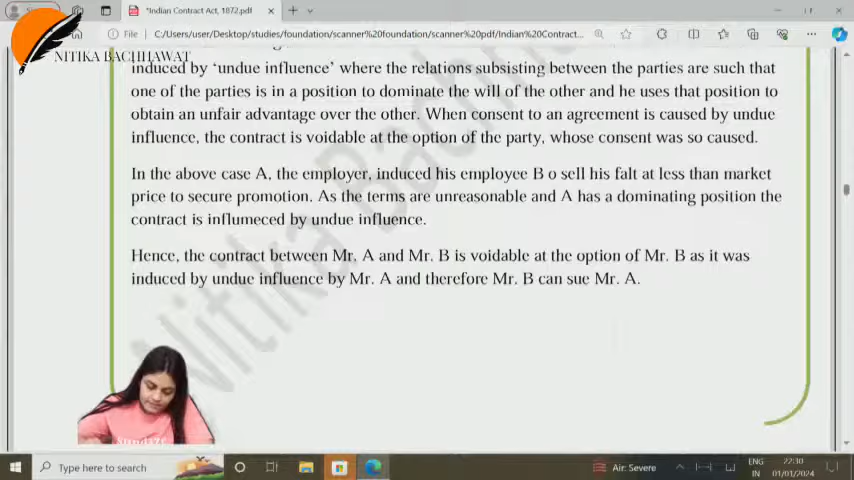 *Indian Contract Act, 1872.pdf
File C:/Users/user/Desktop/studies/foundation/scanner%20foundation/scanner%20pdf/Indian%20Contract...
NITIKA BACHHAWAT
induced by ‘undue influence’ where the relations subsisting between the parties are such that
one of the parties is in a position to dominate the will of the other and he uses that position to
obtain an unfair advantage over the other. When consent to an agreement is caused by undue
influence, the contract is voidable at the option of the party, whose consent was so caused.
In the above case A, the employer, induced his employee B o sell his falt at less than market
price to secure promotion. As the terms are unreasonable and A has a dominating position the
contract is influmeced by undue influence.
Hence, the contract between Mr. A and Mr. B is voidable at the option of Mr. B as it was
induced by undue influence by Mr. A and therefore Mr. B can sue Mr. A.
Nitika Bachh
Type here to search
Air: Severe
ENG
IN
22:30
01/01/2024